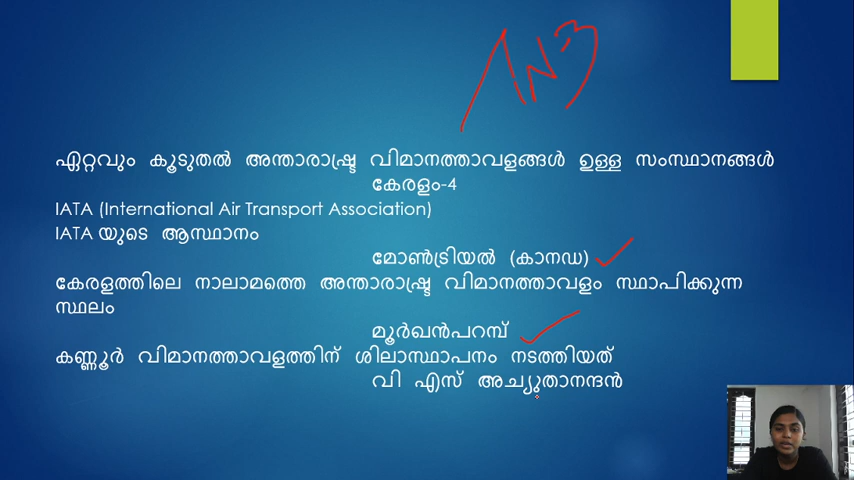 ഏറ്റവും കൂടുതൽ അന്താരാഷ്ട്ര വിമാനത്താവളങ്ങൾ ഉള്ള സംസ്ഥാനങ്ങൾ
കേരളം-4
IATA (International Air Transport Association)
IATA യുടെ ആസ്ഥാനം
മോൺട്രിയൽ (കാനഡ)
കേരളത്തിലെ നാലാമത്തെ അന്താരാഷ്ട്ര വിമാനത്താവളം സ്ഥാപിക്കുന്ന
സ്ഥലം
മൂർഖൻപറമ്പ്
കണ്ണൂർ വിമാനത്താവളത്തിന് ശിലാസ്ഥാപനം നടത്തിയത്
വി എസ് അച്യുതാനന്ദൻ